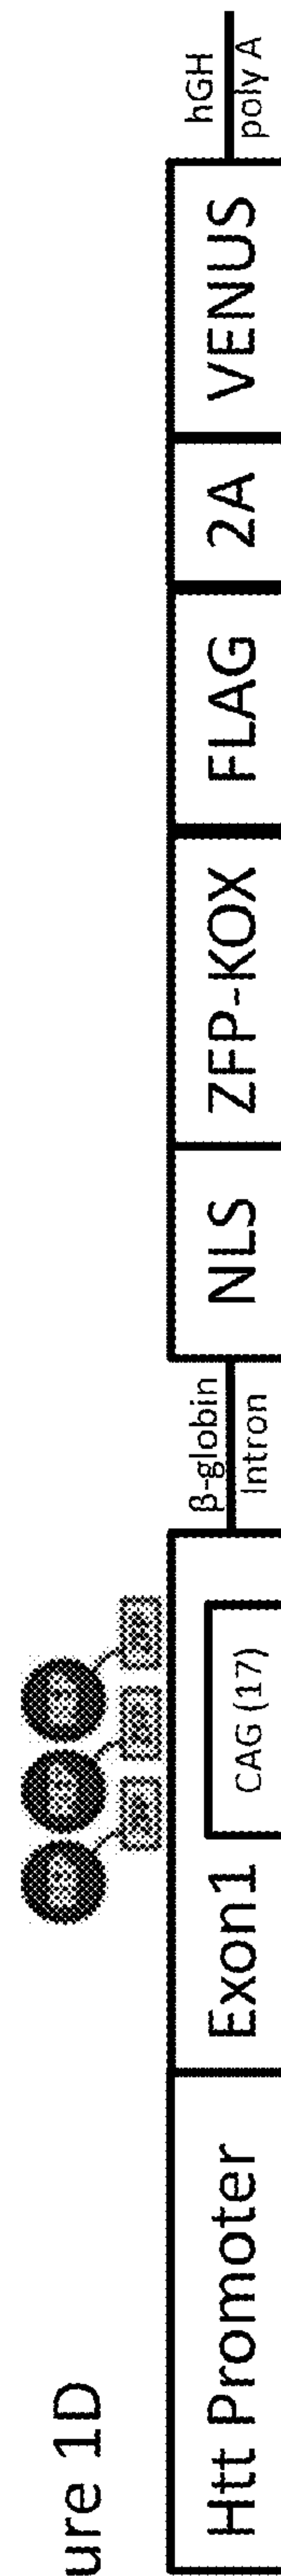 ure 1D
Htt Promoter
Exon1
CAG (17)
β-globin
Intron
NLS
ZFP-KOX
FLAG
2A
VENUS
hGH
poly A